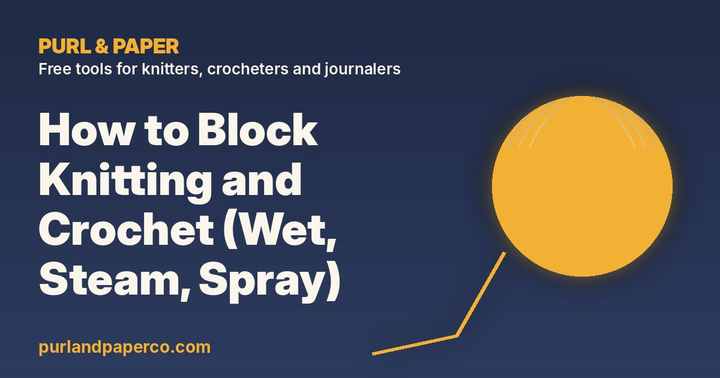 PURL & PAPER
Free tools for knitters, crocheters and journalers
How to Block
Knitting and
Crochet (Wet,
Steam, Spray)
purlandpaperco.com